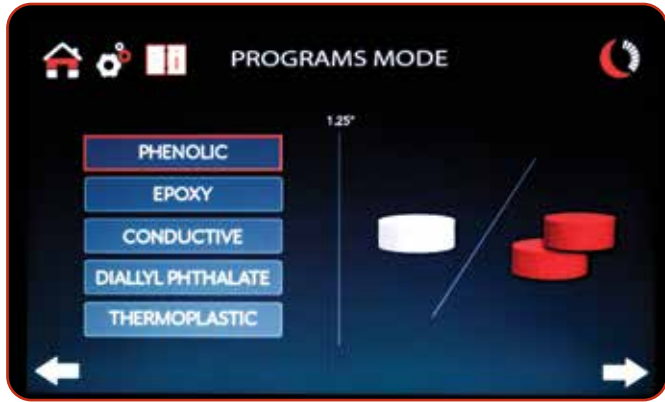 PROGRAMS MODE
1.25"
PHENOLIC
EPOXY
CONDUCTIVE
DIALLYL PHTHALATE
THERMOPLASTIC